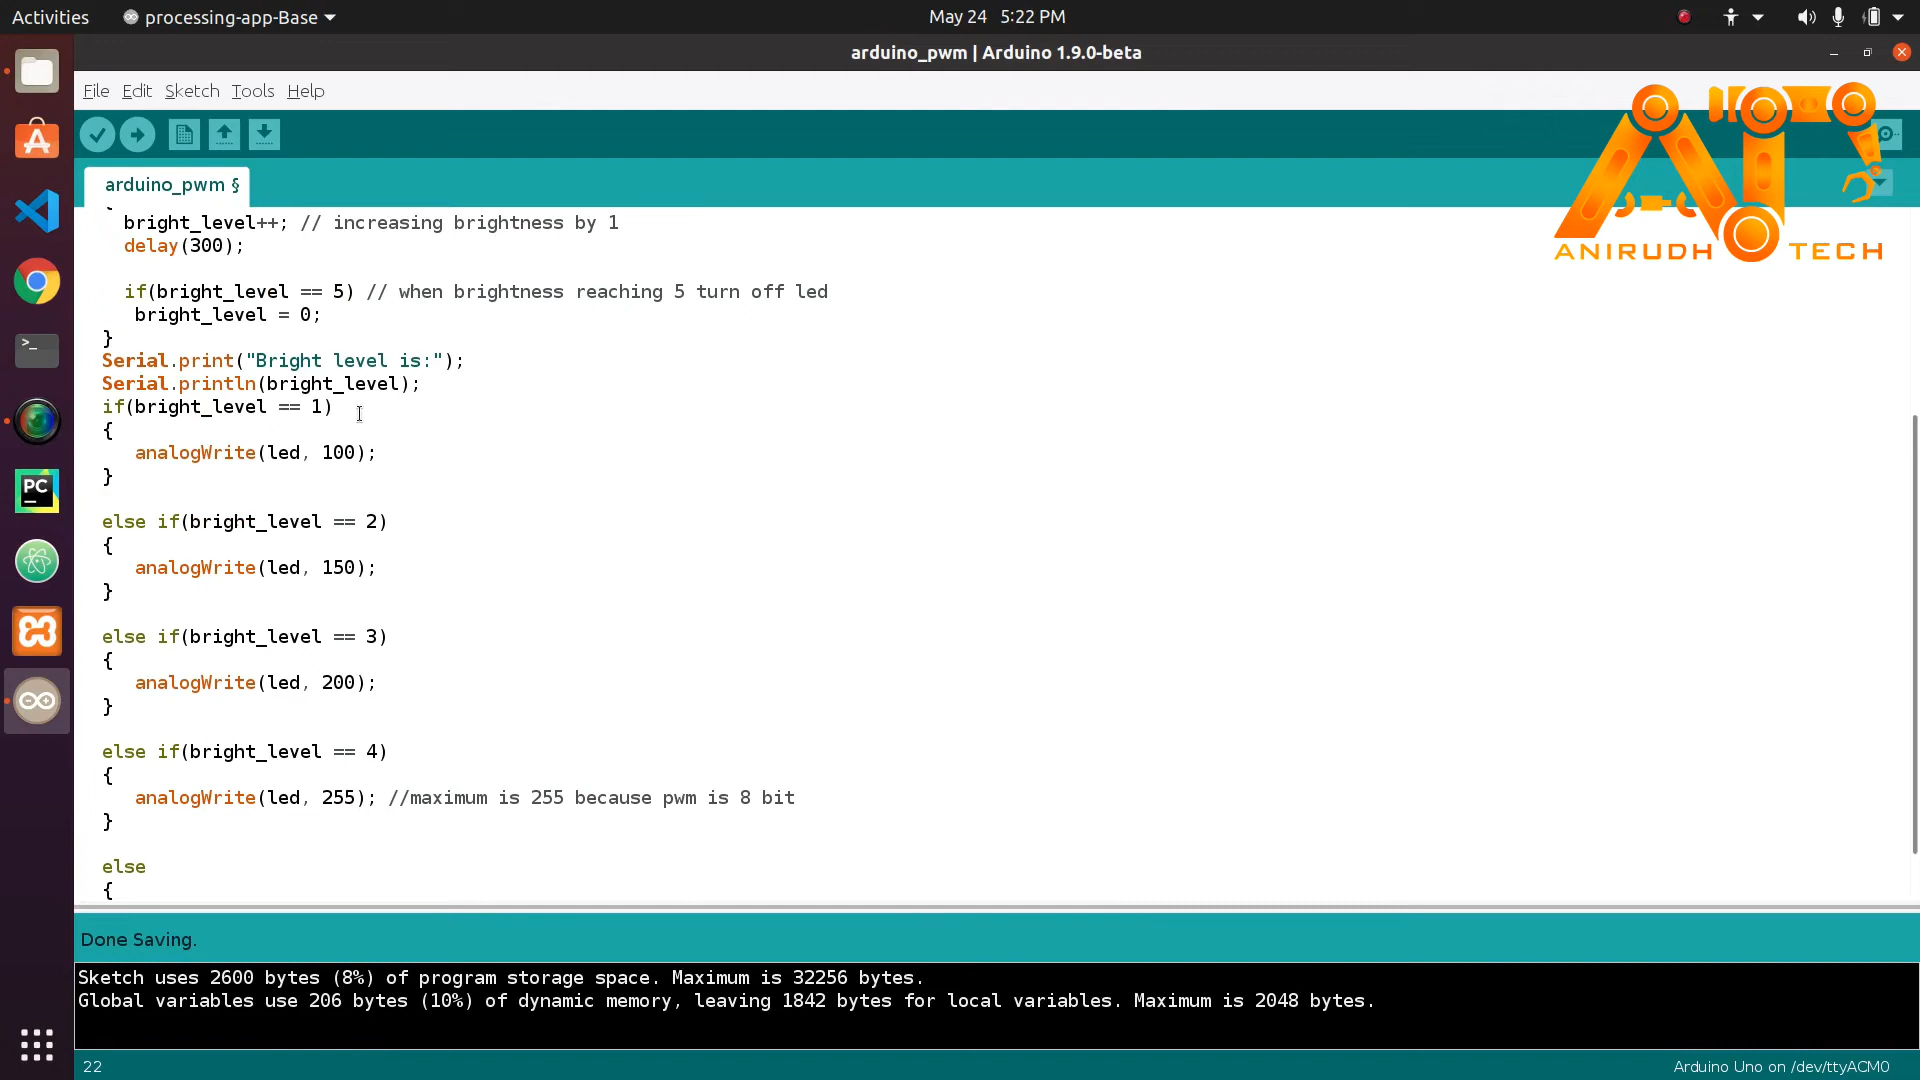 Activities
processing-app-Base
May 24 5:22 PM
arduino_pwm | Arduino 1.9.0-beta
File Edit Sketch Tools Help
arduino_pwm §
{
bright_level++; // increasing brightness by 1
delay(300);
if(bright_level == 5) // when brightness reaching 5 turn off led
bright_level = 0;
}
Serial.print("Bright level is:");
Serial.println(bright_level);
if(bright_level == 1)
{
analogWrite(led, 100);
}
else if(bright_level == 2)
{
analogWrite(led, 150);
}
else if(bright_level == 3)
{
analogWrite(led, 200);
}
else if(bright_level == 4)
{
analogWrite(led, 255); //maximum is 255 because pwm is 8 bit
}
else
{
Done Saving.
Sketch uses 2600 bytes (8%) of program storage space. Maximum is 32256 bytes.
Global variables use 206 bytes (10%) of dynamic memory, leaving 1842 bytes for local variables. Maximum is 2048 bytes.
22
Arduino Uno on /dev/ttyACM0
ANIRUDH TECH
PC
>_